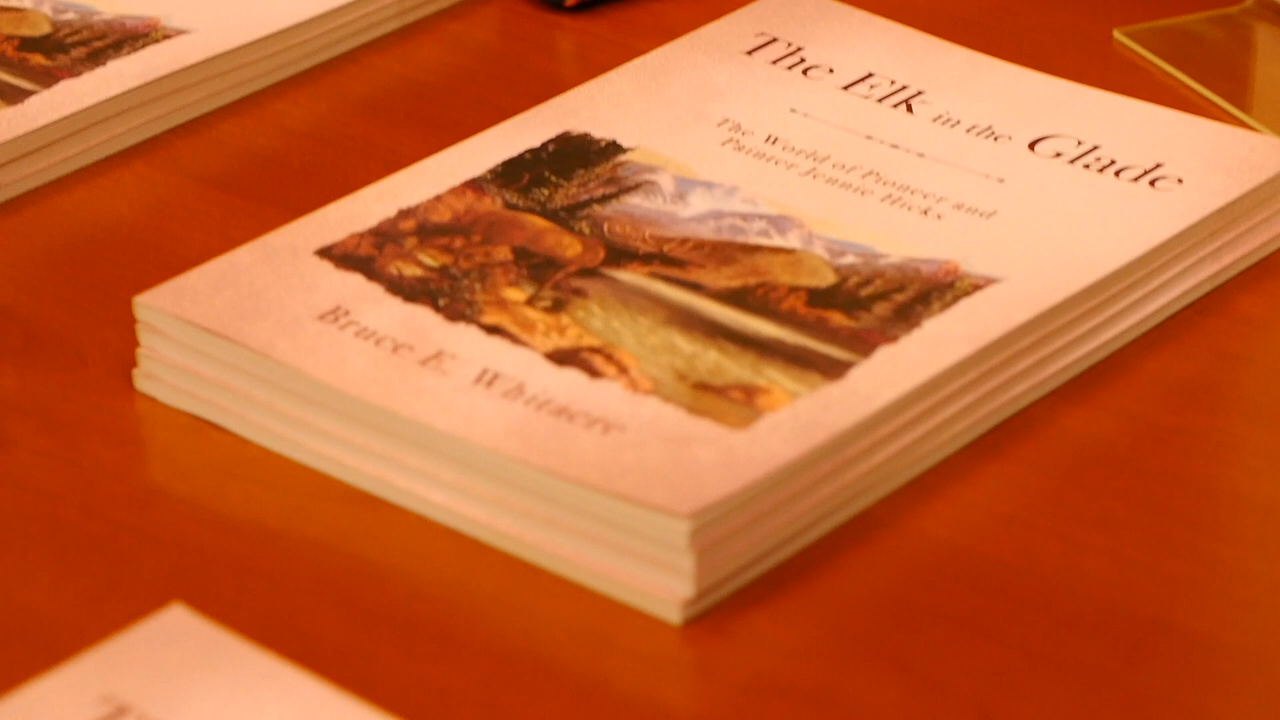 The Elk in the Glade
The World of Pioneer and
Painter Jennie Hicks
Bruce E. Whitacre